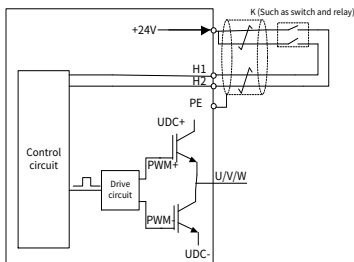 K (Such as switch and relay)
+24V
H1
H2
PE
UDC+
Control
circuit
PWM+
Drive
circuit
U/V/W
PWM-
UDC-